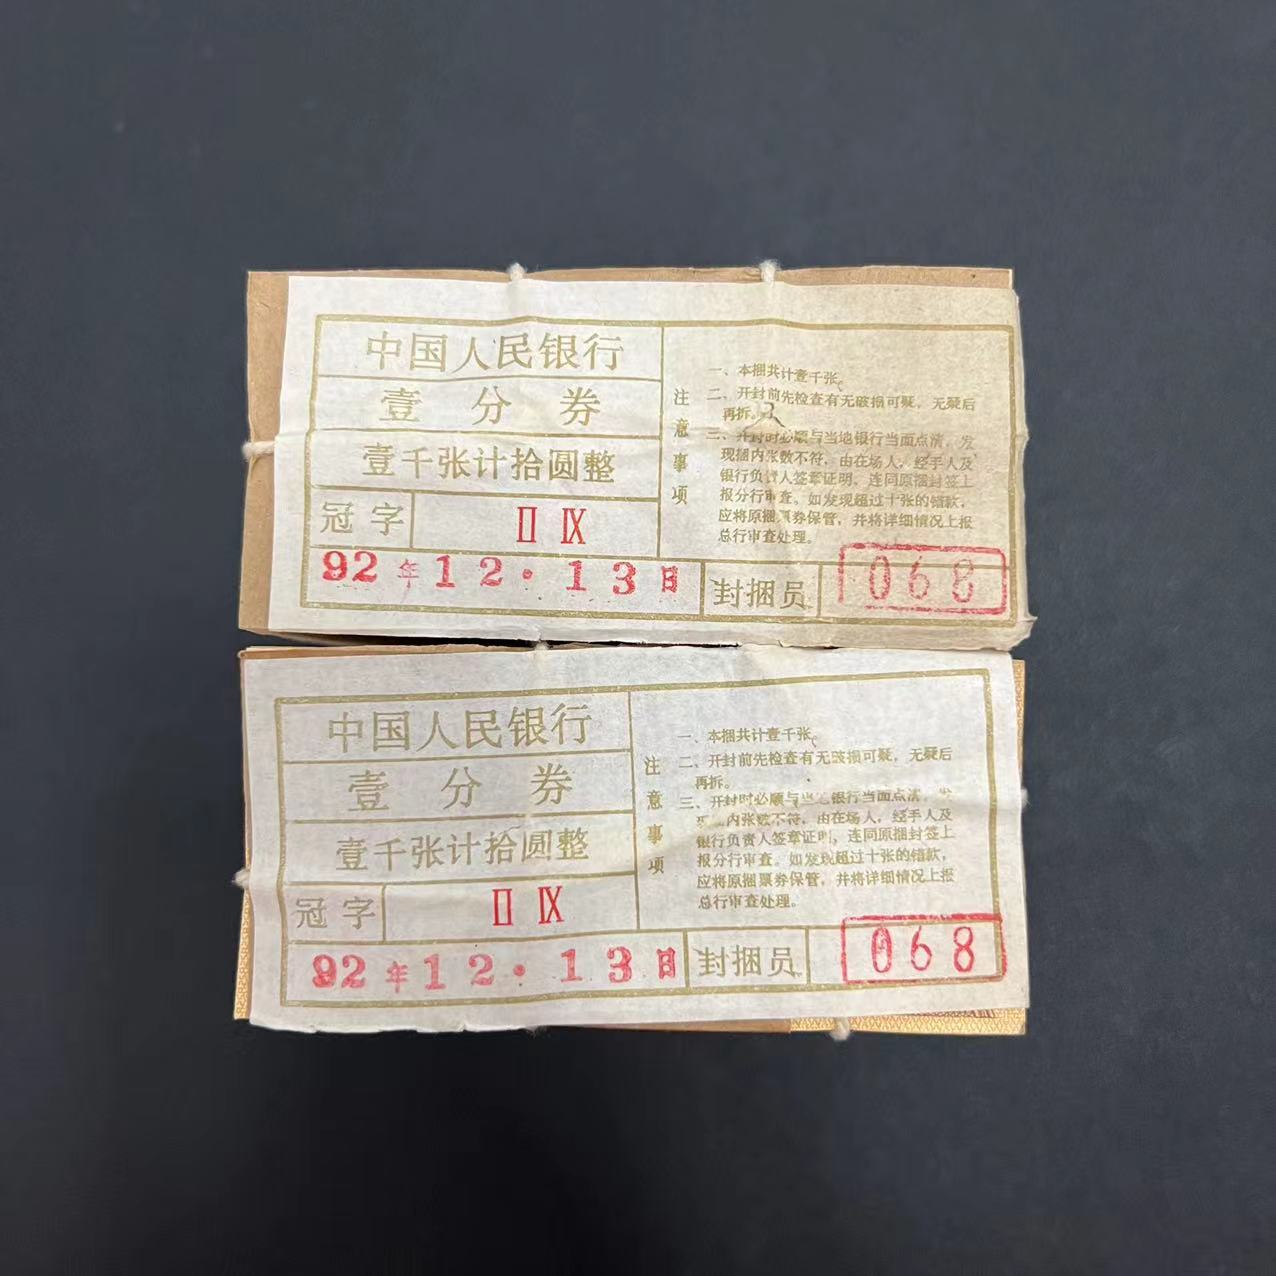 中国人民银行
壹分券
壹千张计拾圆整
冠字 Ⅱ Ⅸ
92年12·13日
封捆员 068
注意事项
一、本捆共计壹千张。
二、开封前先检查有无破损可疑，无疑后
再拆。
三、开封时必顺与当地银行当面点清，发
现捆内张数不符，由在场人，经手人及
银行负责人签章证明，连同原捆封签上
报分行审查。如发现超过十张的错款，
应将原捆票券保管，并将详细情况上报
总行审查处理。
中国人民银行
壹分券
壹千张计拾圆整
冠字 Ⅱ Ⅸ
92年12·13日
封捆员 068
注意事项
一、本捆共计壹千张。
二、开封前先检查有无破损可疑，无疑后
再拆。
三、开封时必顺与当 银行当面点清，
内张数不符，由在场人，经手人及
银行负责人签章证明，连同原捆封签上
报分行审查。如发现超过十张的错款，
应将原捆票券保管，并将详细情况上报
总行审查处理。